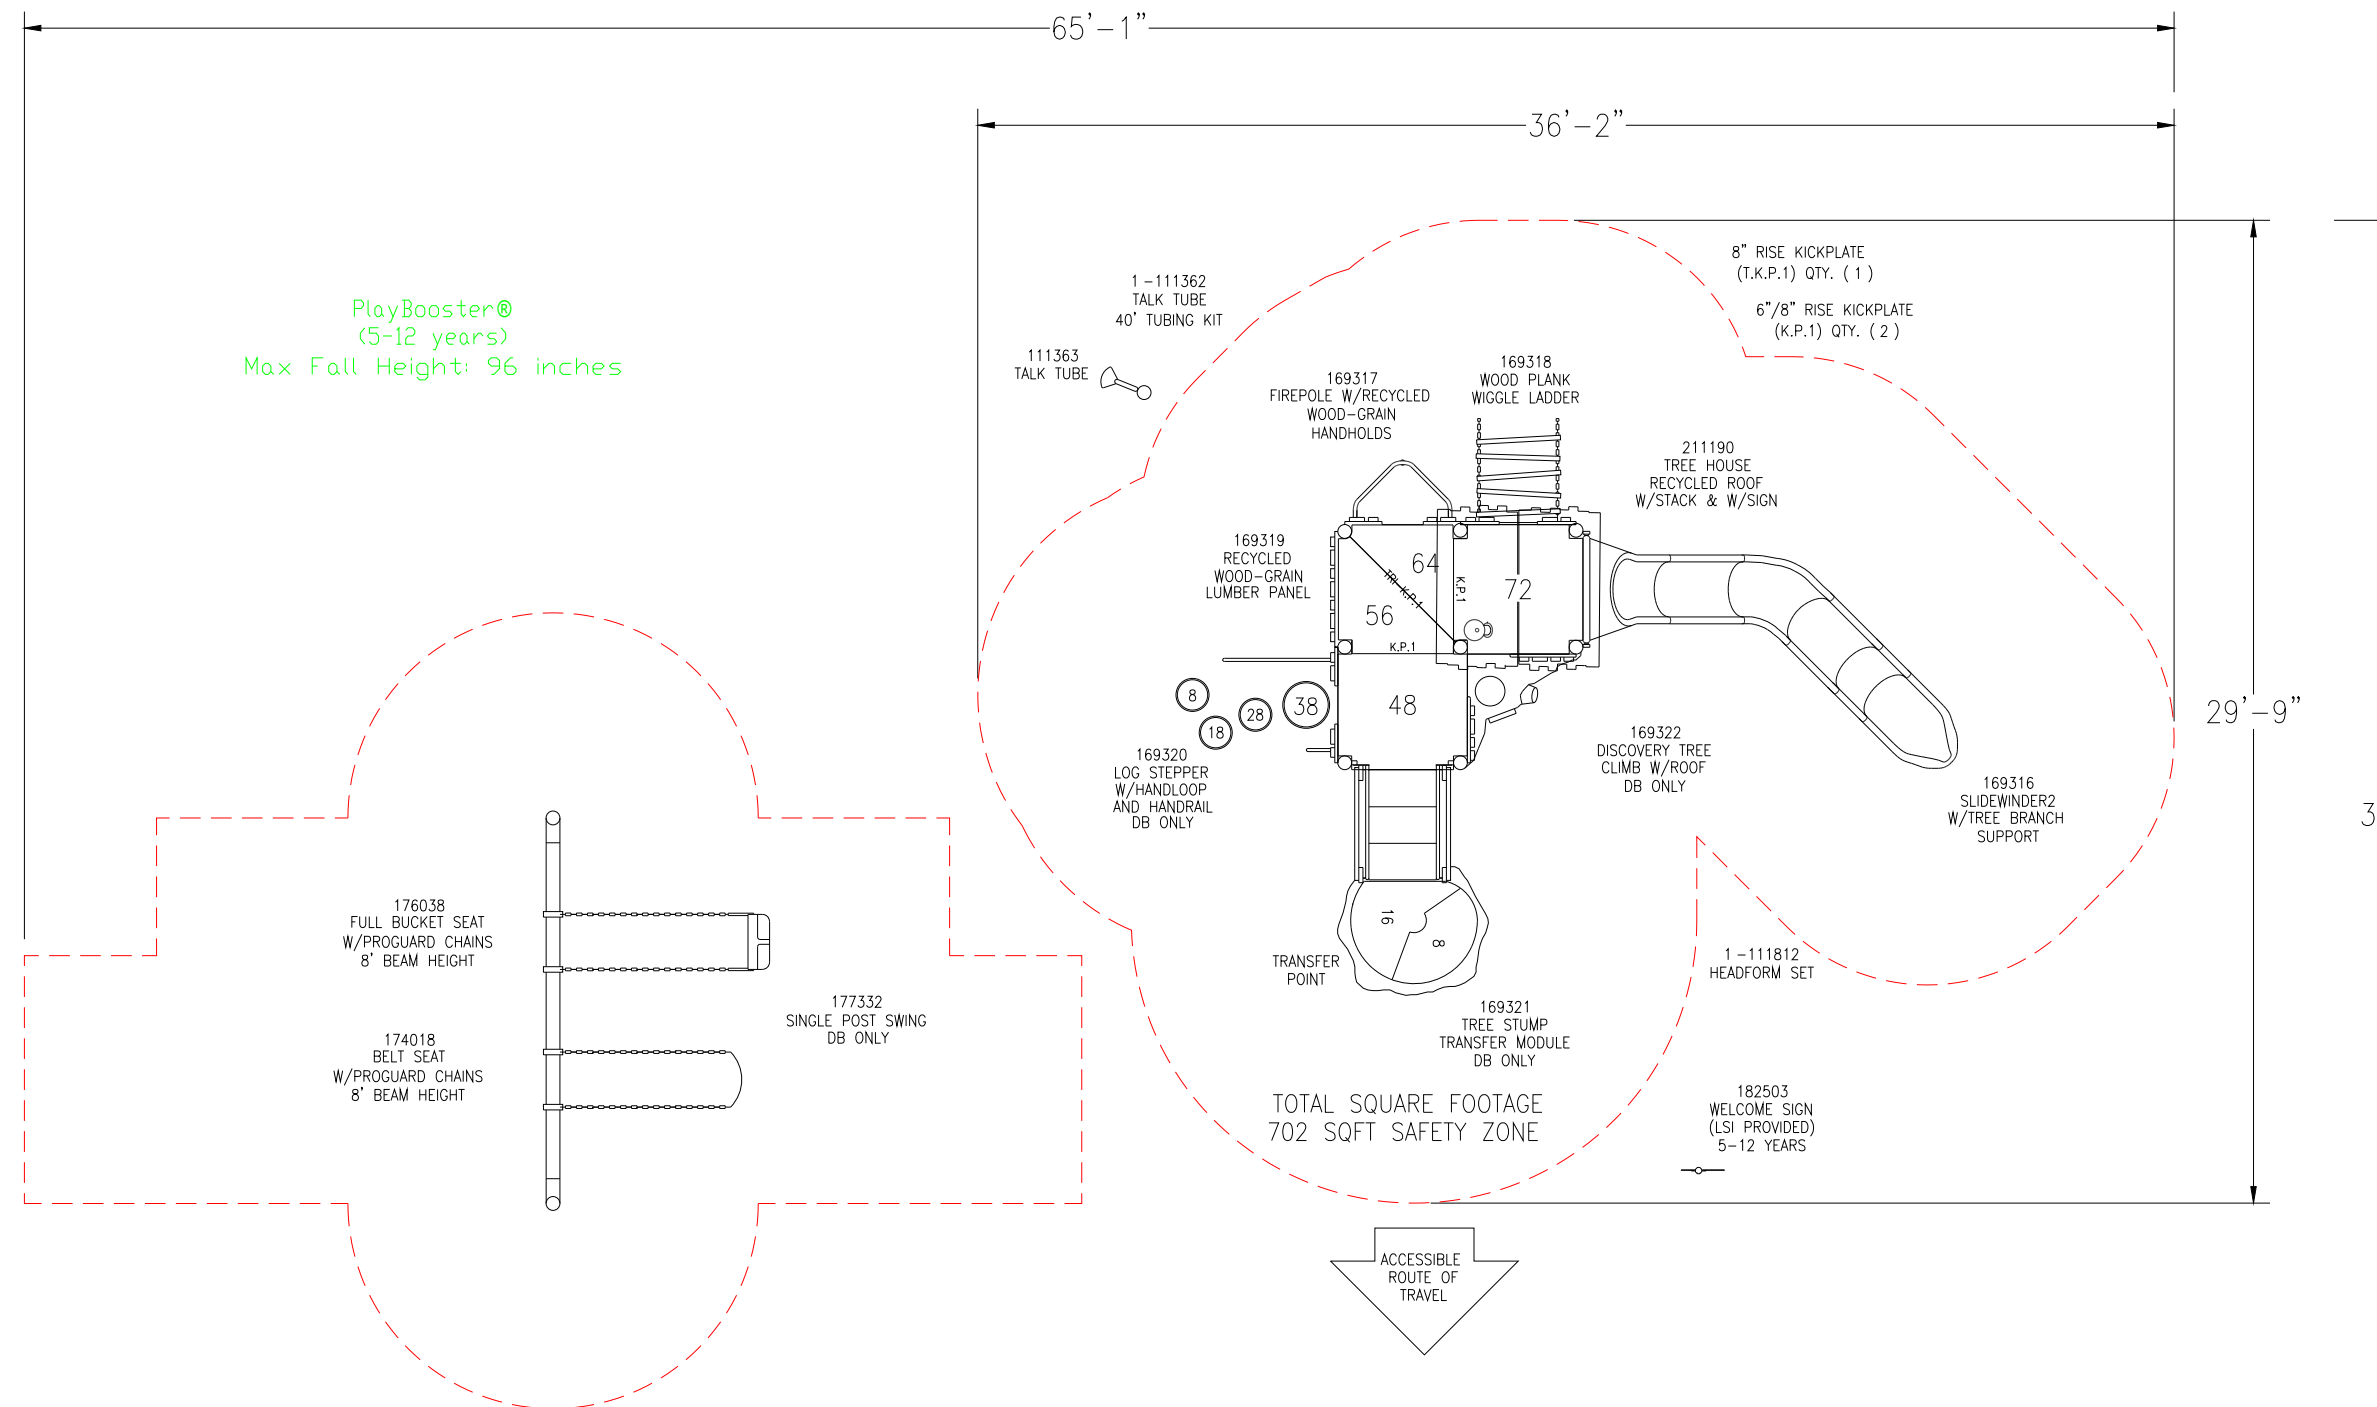 65'-1"
36'-2"
8" RISE KICKPLATE
(T.K.P.1) QTY. ( 1 )
6"/8" RISE KICKPLATE
(K.P.1) QTY. ( 2 )
PlayBooster®
(5-12 years)
Max Fall Height: 96 inches
1-111362
TALK TUBE
40' TUBING KIT
111363
TALK TUBE
169317
FIREPOLE W/RECYCLED
WOOD-GRAIN
HANDHOLDS
169318
WOOD PLANK
WIGGLE LADDER
211190
TREE HOUSE
RECYCLED ROOF
W/STACK & W/SIGN
169319
RECYCLED
WOOD-GRAIN
LUMBER PANEL
64
TRI K.P.1
K.P.1
72
56
K.P.1
48
38
28
18
8
29'-9"
3
169320
LOG STEPPER
W/HANDLOOP
AND HANDRAIL
DB ONLY
169322
DISCOVERY TREE
CLIMB W/ROOF
DB ONLY
169316
SLIDEWINDER2
W/TREE BRANCH
SUPPORT
176038
FULL BUCKET SEAT
W/PROGUARD CHAINS
8' BEAM HEIGHT
174018
BELT SEAT
W/PROGUARD CHAINS
8' BEAM HEIGHT
177332
SINGLE POST SWING
DB ONLY
16
8
TRANSFER
POINT
1-111812
HEADFORM SET
169321
TREE STUMP
TRANSFER MODULE
DB ONLY
TOTAL SQUARE FOOTAGE
702 SQFT SAFETY ZONE
182503
WELCOME SIGN
(LSI PROVIDED)
5-12 YEARS
ACCESSIBLE
ROUTE OF
TRAVEL